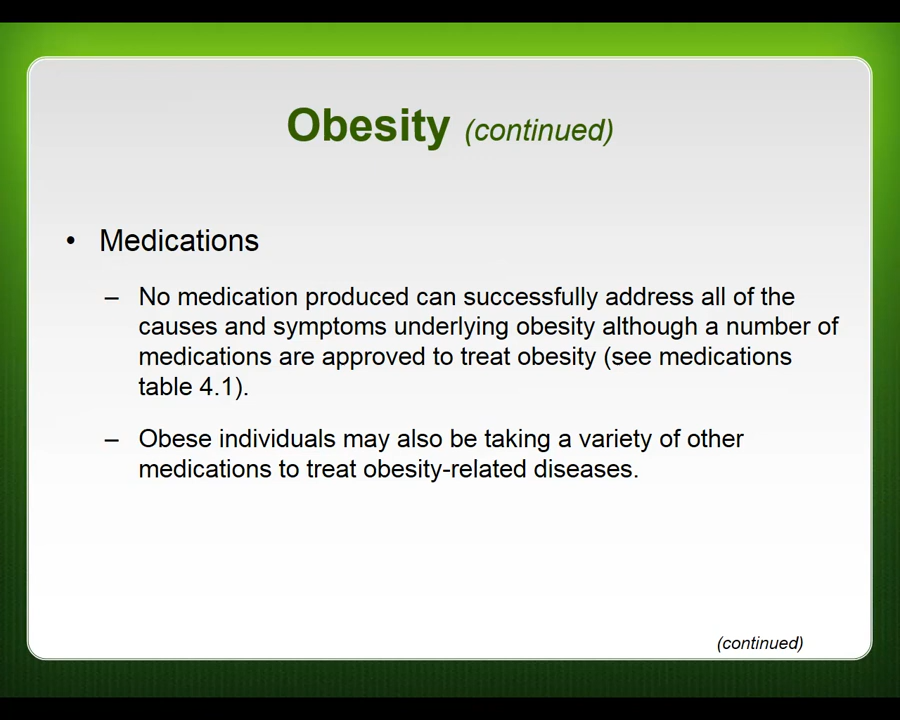 Obesity (continued)
• Medications
– No medication produced can successfully address all of the
causes and symptoms underlying obesity although a number of
medications are approved to treat obesity (see medications
table 4.1).
– Obese individuals may also be taking a variety of other
medications to treat obesity-related diseases.
(continued)